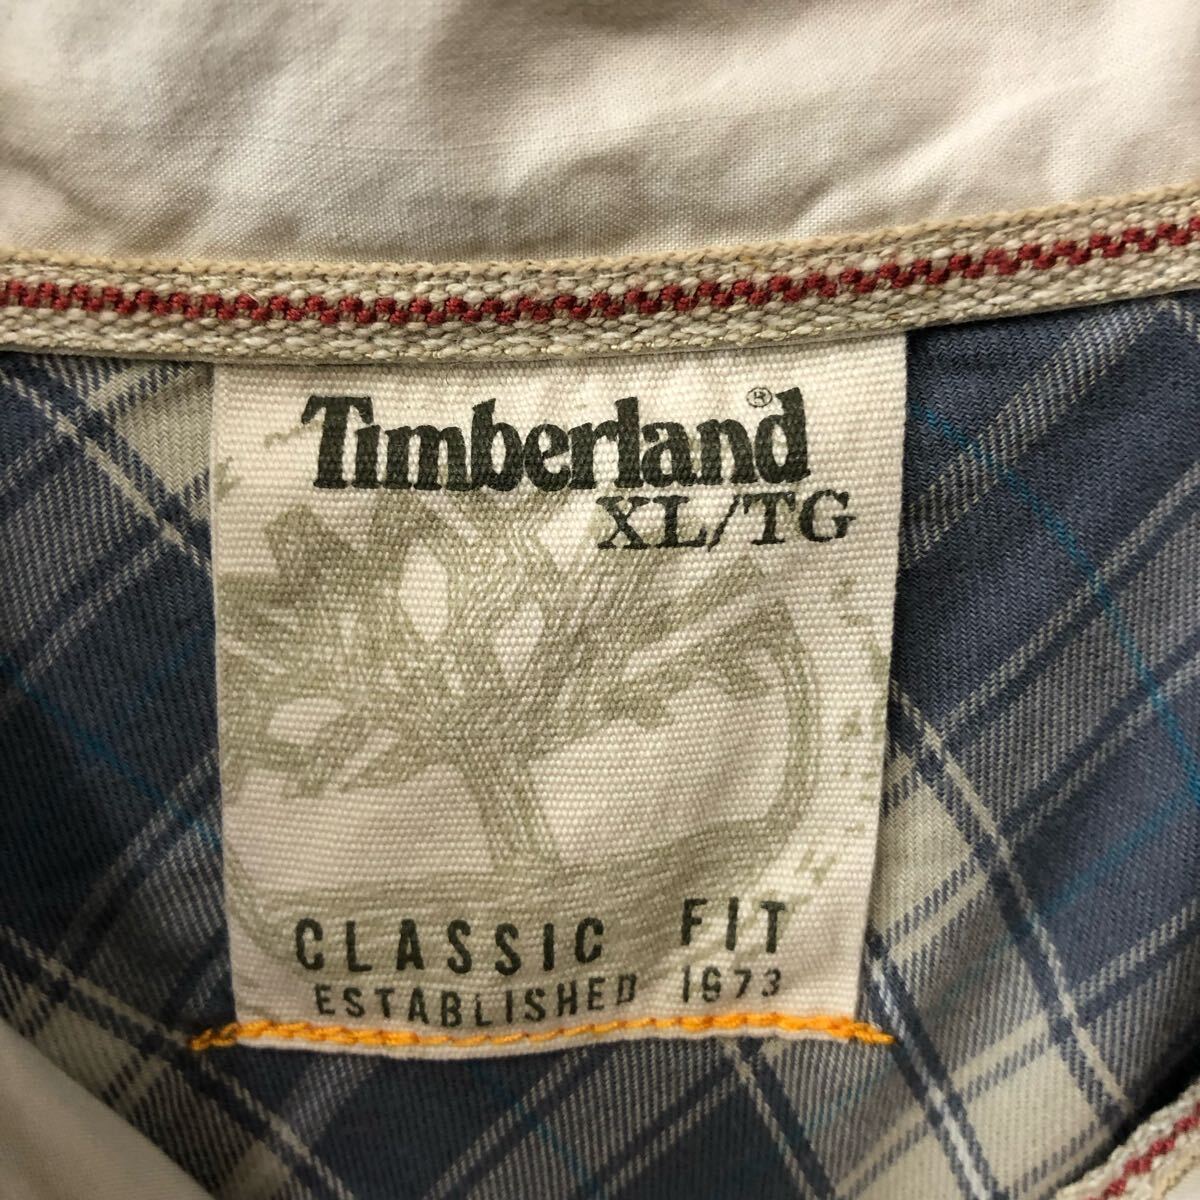 Timberland®
XL/TG
CLASSIC FIT
ESTABLISHED 1973